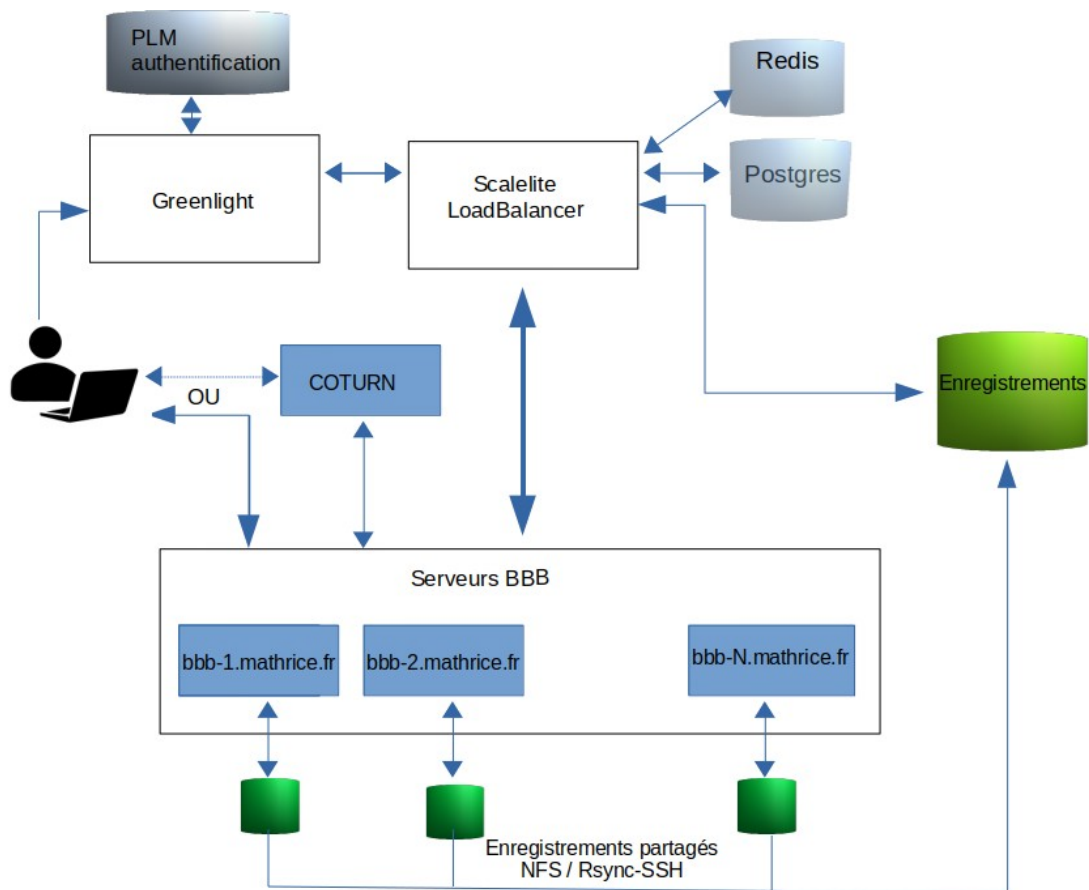 PLM
authentification
Redis
Greenlight
Scalelite
LoadBalancer
Postgres
COTURN
OU
Enregistrements
Serveurs BBB
bbb-1.mathrice.fr
bbb-2.mathrice.fr
bbb-N.mathrice.fr
Enregistrements partagés
NFS / Rsync-SSH